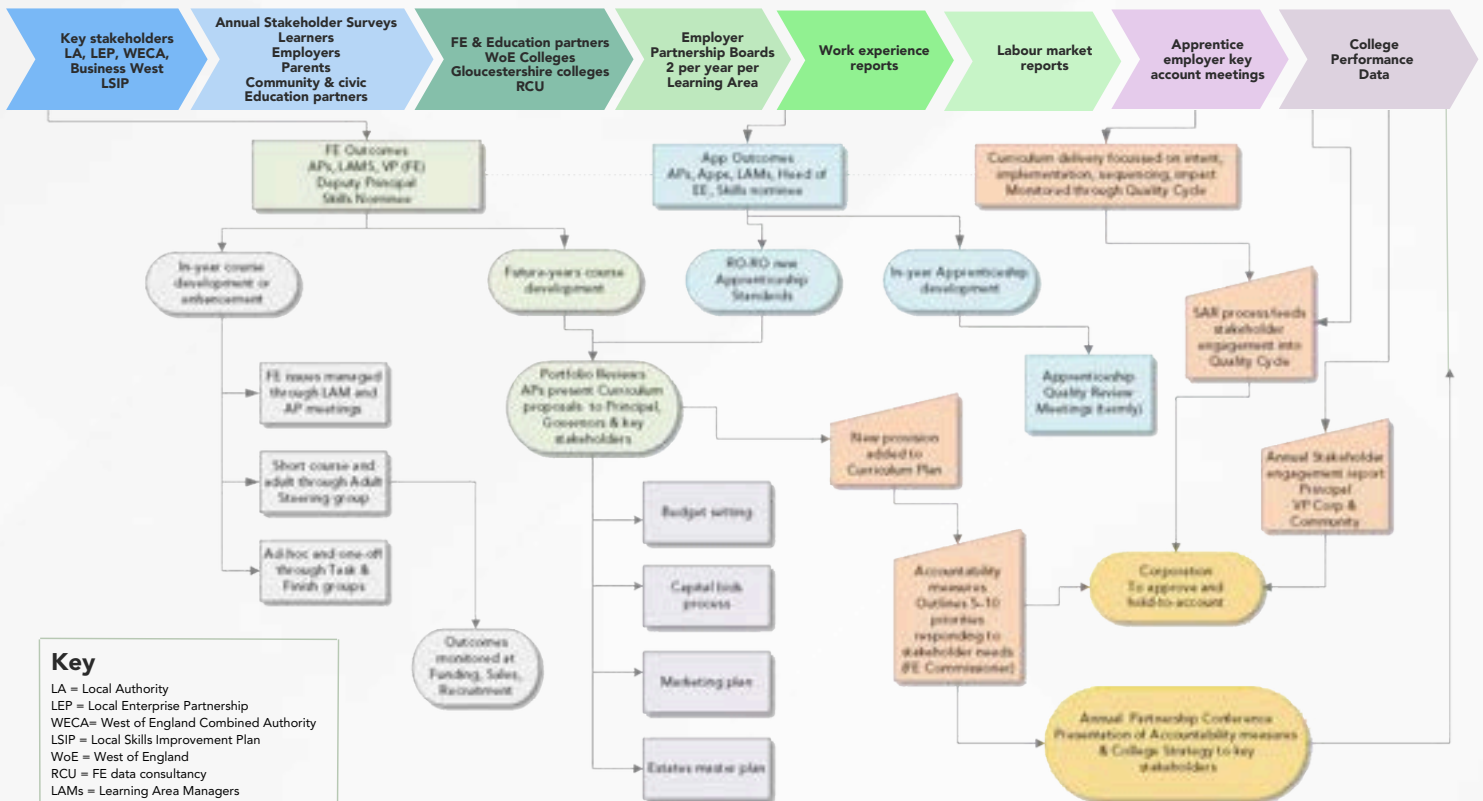 Key stakeholders
LA, LEP, WECA,
Business West
LSIP
Annual Stakeholder Surveys
Learners
Employers
Parents
Community & civic
Education partners
FE & Education partners
WoE Colleges
Gloucestershire colleges
RCU
Employer
Partnership Boards
2 per year per
Learning Area
Work experience
reports
Labour market
reports
Apprentice
employer key
account meetings
College
Performance
Data
FE Outcomes
APs, LAMS, VP (FE)
Deputy Principal
Skills Nominee
App Outcomes
APs, Apps, LAMs, Head of
EE, Skills nominee
Curriculum delivery focussed on intent,
implementation, sequencing, impact
Monitored through Quality Cycle
In-year course
development or
enhancement
Future-years course
development
RO-RO new
Apprenticeship
Standards
In-year Apprenticeship
development
SAR process/feeds
stakeholder
engagement into
Quality Cycle
FE issues managed
through LAM and
AP meetings
Portfolio Reviews
APs present Curriculum
proposals to Principal,
Governors & key
stakeholders
Apprenticeship
Quality Review
Meetings (termly)
New provision
added to
Curriculum Plan
Annual Stakeholder
engagement report
Principal
VP Corp &
Community
Short course and
adult through Adult
Steering group
Budget setting
Ad-hoc and one-off
through Task &
Finish groups
Capital bids
process
Accountability
measures
Outlines 5-10
priorities
responding to
stakeholder needs
(FE Commissioner)
Corporation
To approve and
hold-to-account
Outcomes
monitored at
Funding, Sales,
Recruitment
Marketing plan
Estates master plan
Annual Partnership Conference
Presentation of Accountability measures
& College Strategy to key
stakeholders
Key
LA = Local Authority
LEP = Local Enterprise Partnership
WECA= West of England Combined Authority
LSIP = Local Skills Improvement Plan
WoE = West of England
RCU = FE data consultancy
LAMs = Learning Area Managers